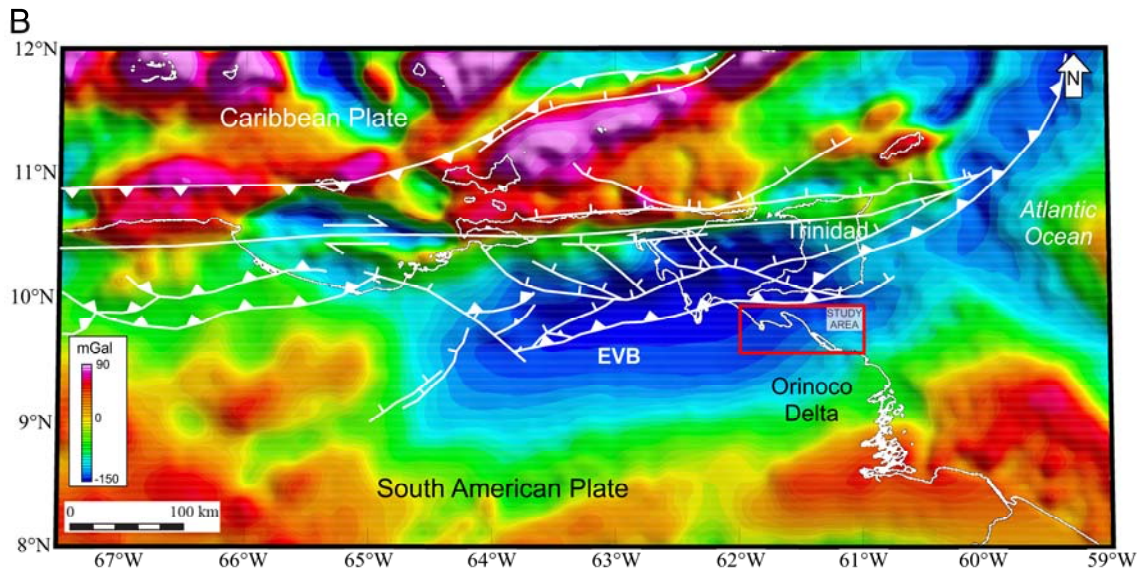 B
12°N
11°N
10°N
9°N
8°N
Caribbean Plate
N
Atlantic
Ocean
Trinidad
STUDY
AREA
EVB
Orinoco
Delta
South American Plate
mGal
90
0
-150
0 100 km
67°W 66°W 65°W 64°W 63°W 62°W 61°W 60°W 59°W